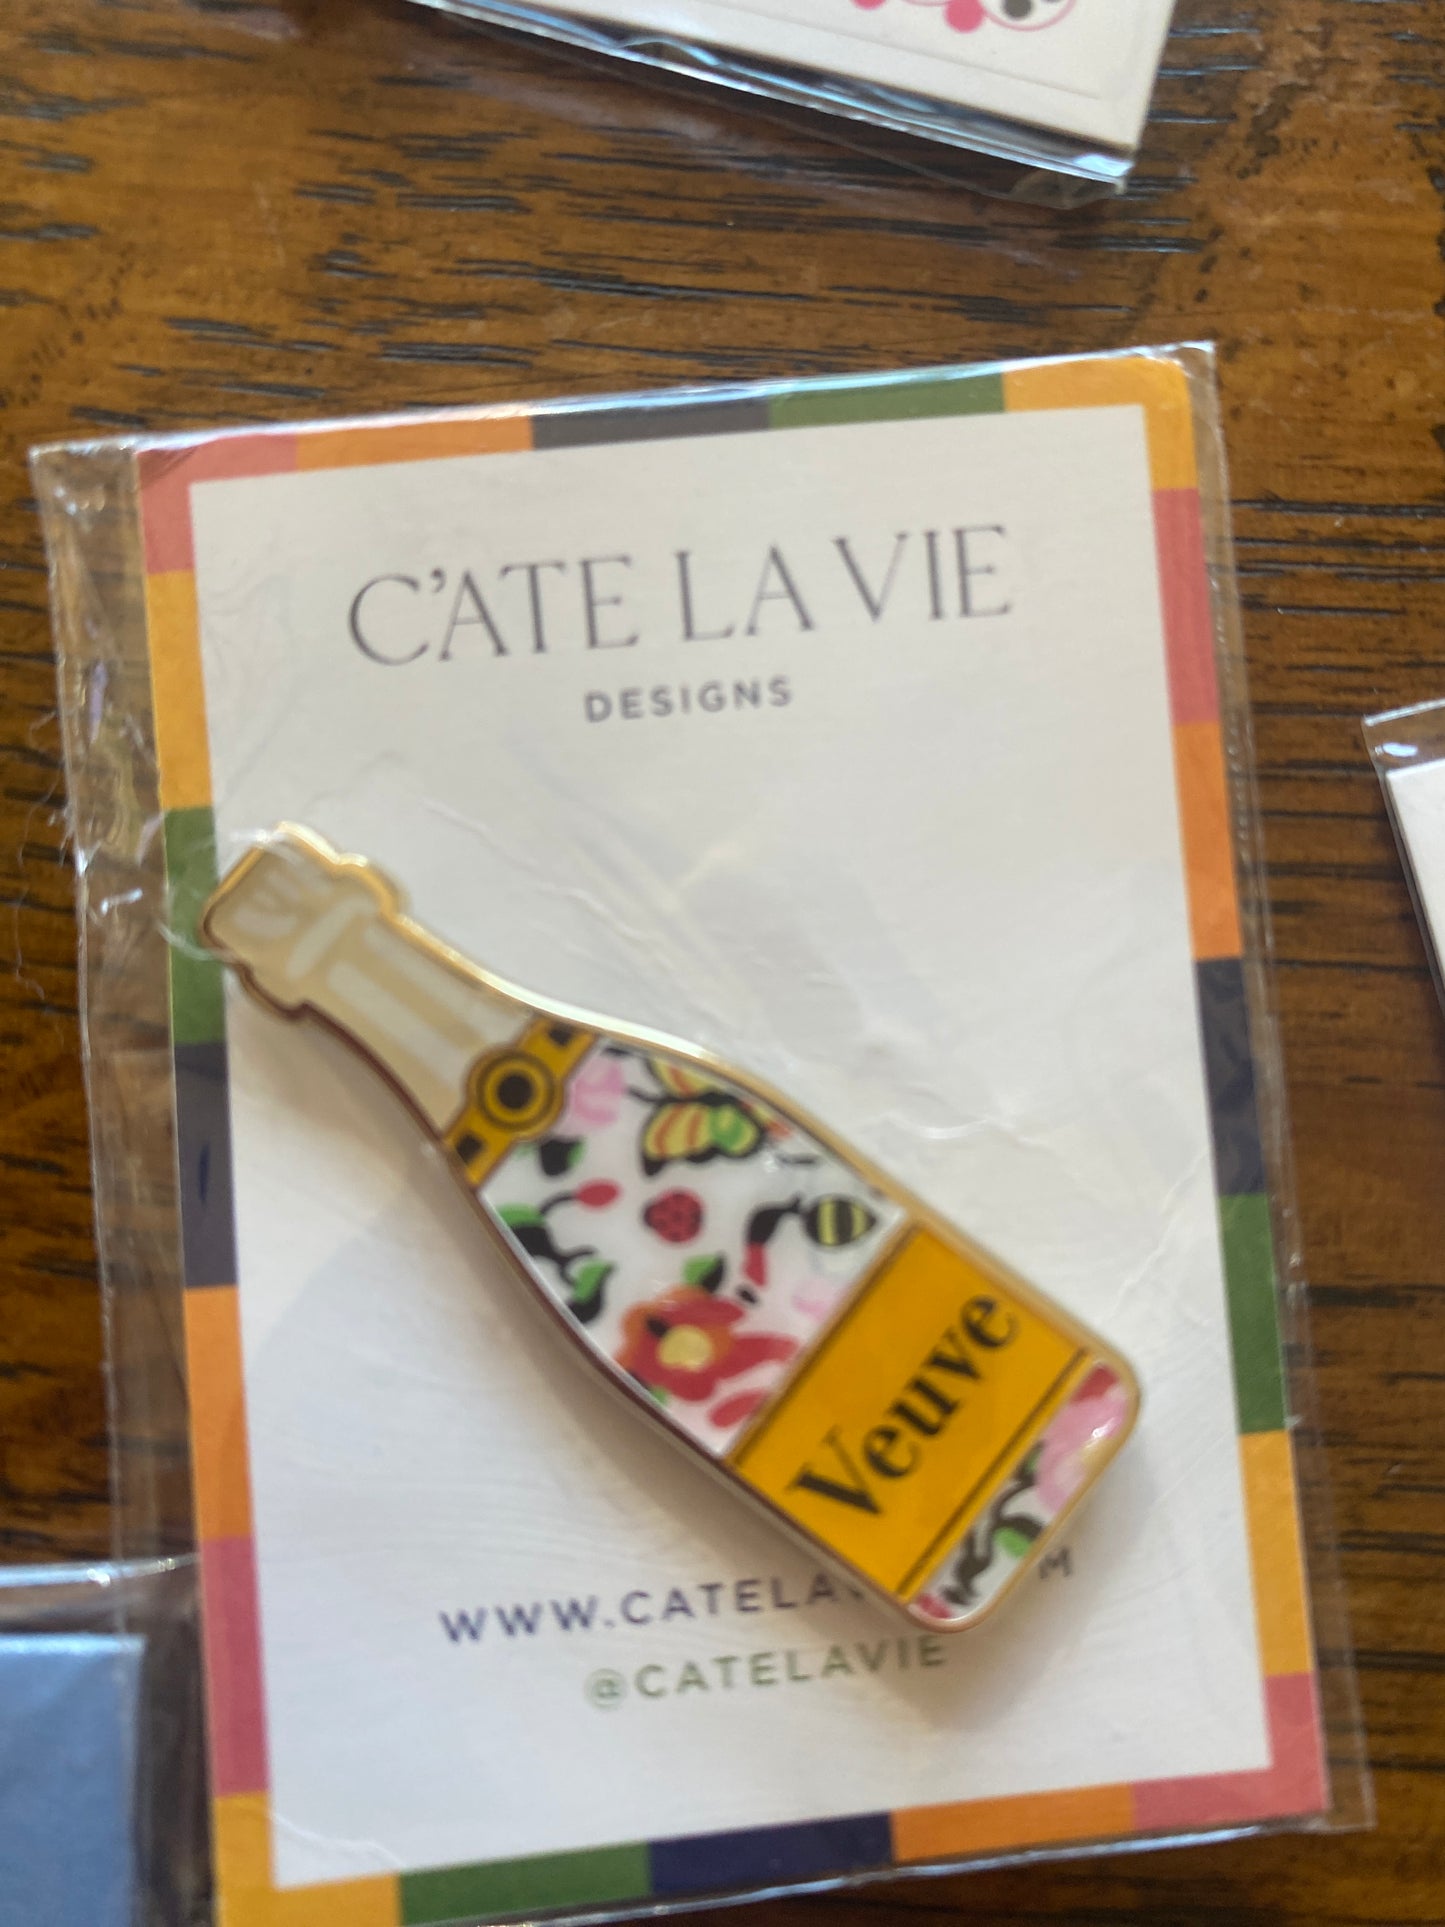 C'ATE LA VIE
DESIGNS
Veuve
@CATELAVIE